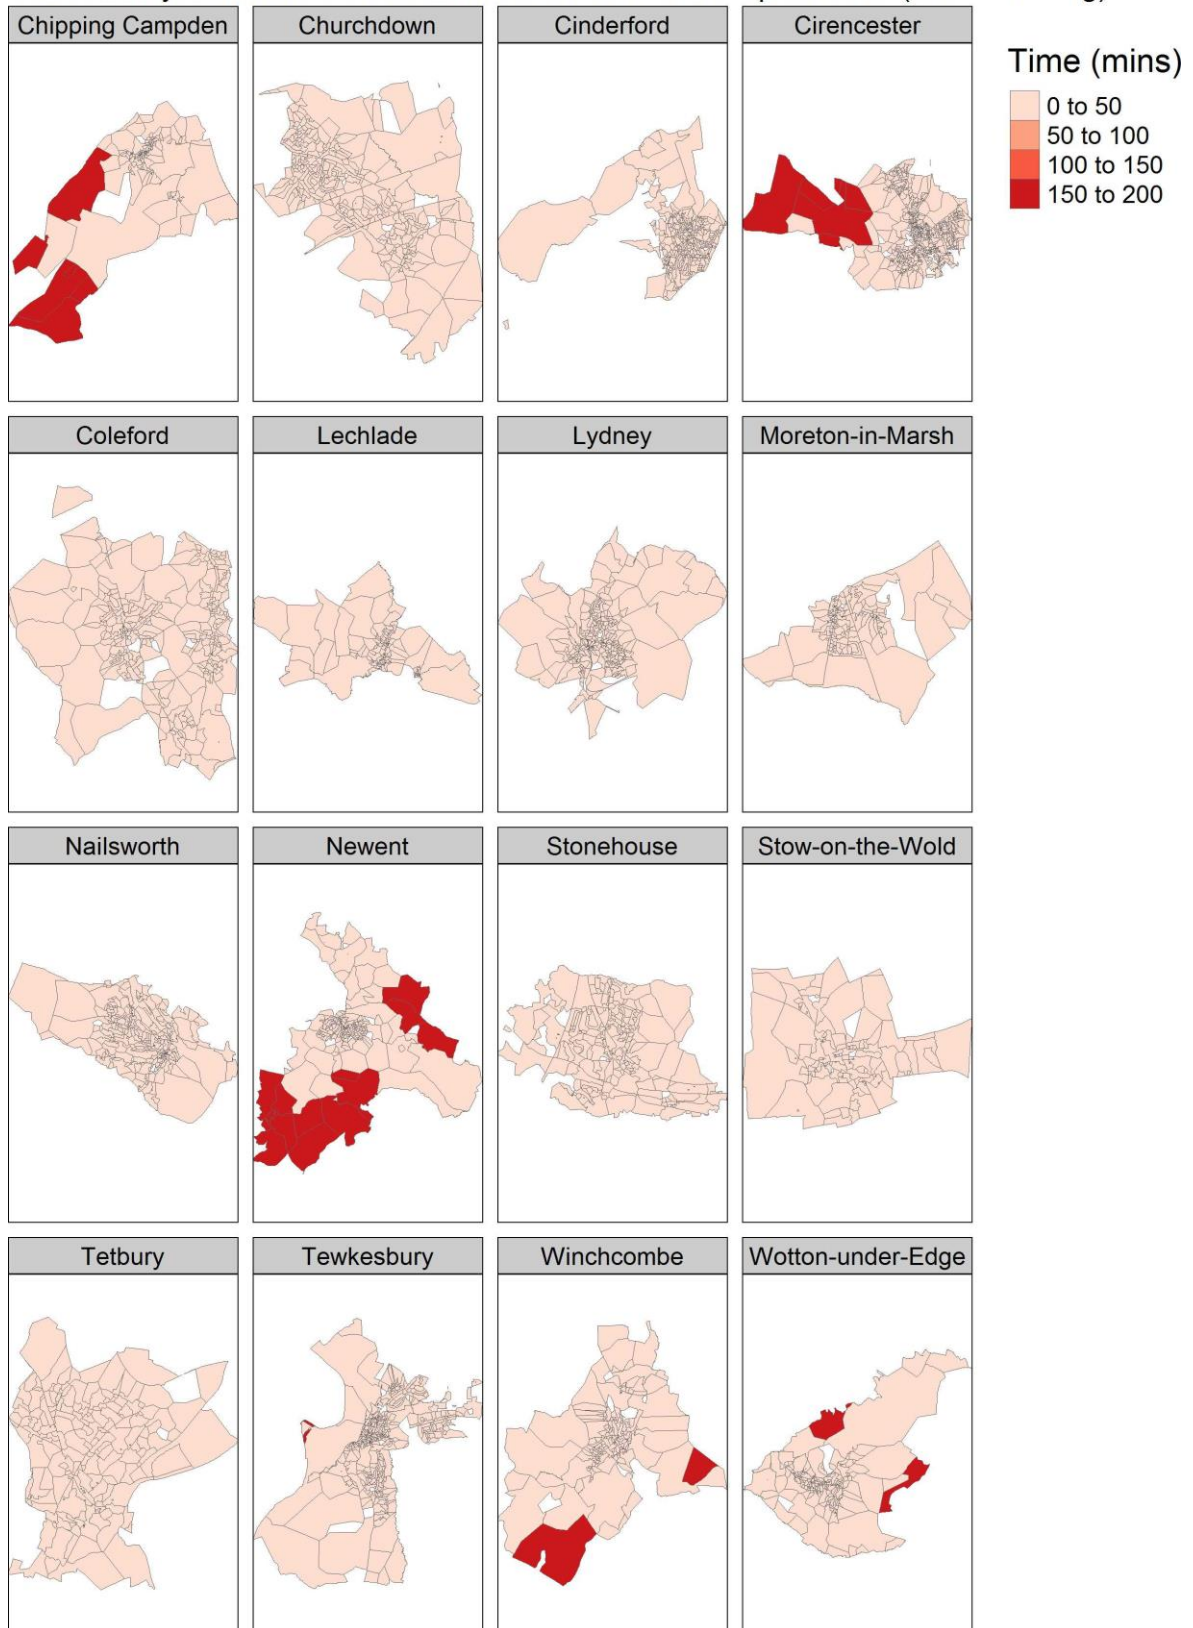 Chipping Campden
Churchdown
Cinderford
Cirencester
Time (mins)
0 to 50
50 to 100
100 to 150
150 to 200
Coleford
Lechlade
Lydney
Moreton-in-Marsh
Nailsworth
Newent
Stonehouse
Stow-on-the-Wold
Tetbury
Tewkesbury
Winchcombe
Wotton-under-Edge